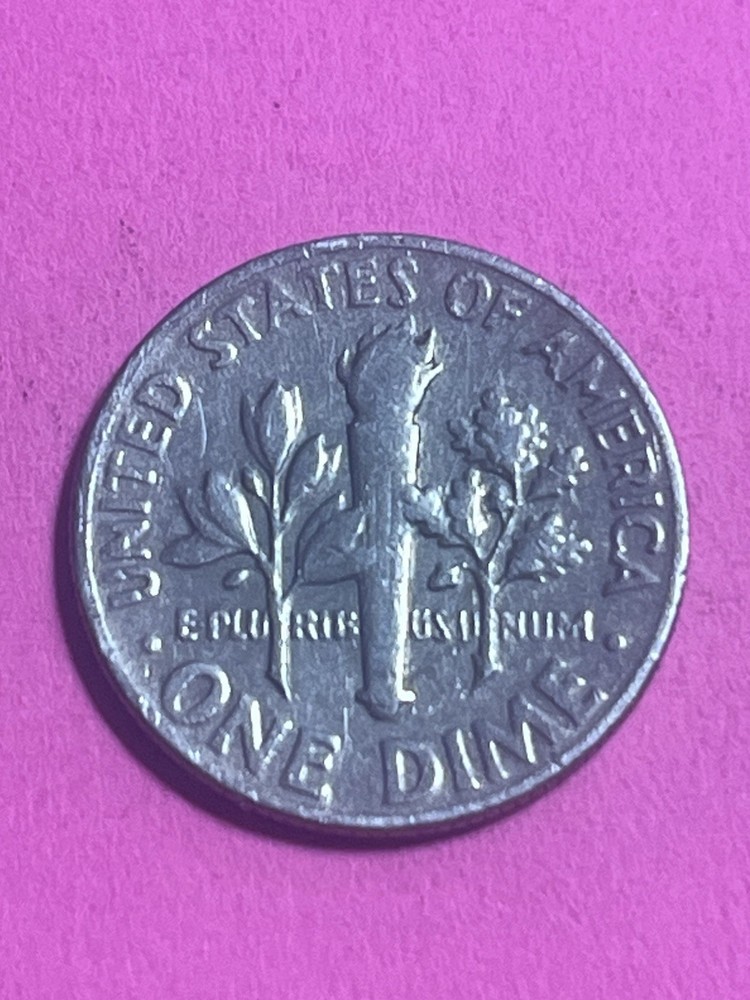 UNITED STATES OF AMERICA
E PLURIBUS UNUM
· ONE DIME ·